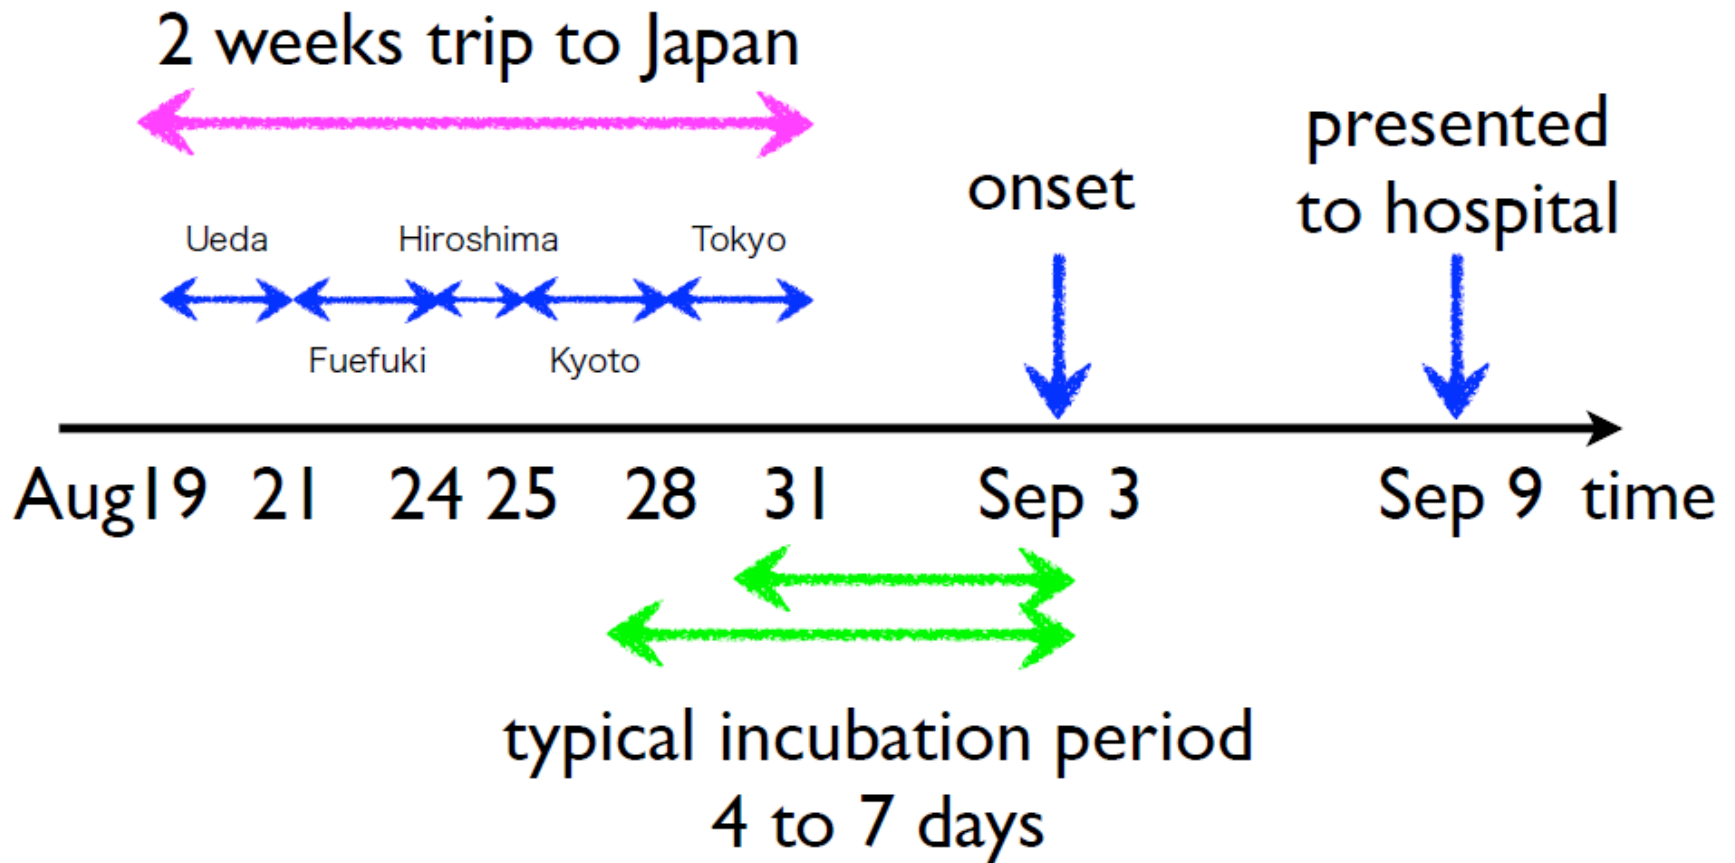 2 weeks trip to Japan
presented
to hospital
onset
Ueda
Hiroshima
Tokyo
Fuefuki
Kyoto
Aug19 21 24 25 28 31 Sep 3 Sep 9 time
typical incubation period
4 to 7 days